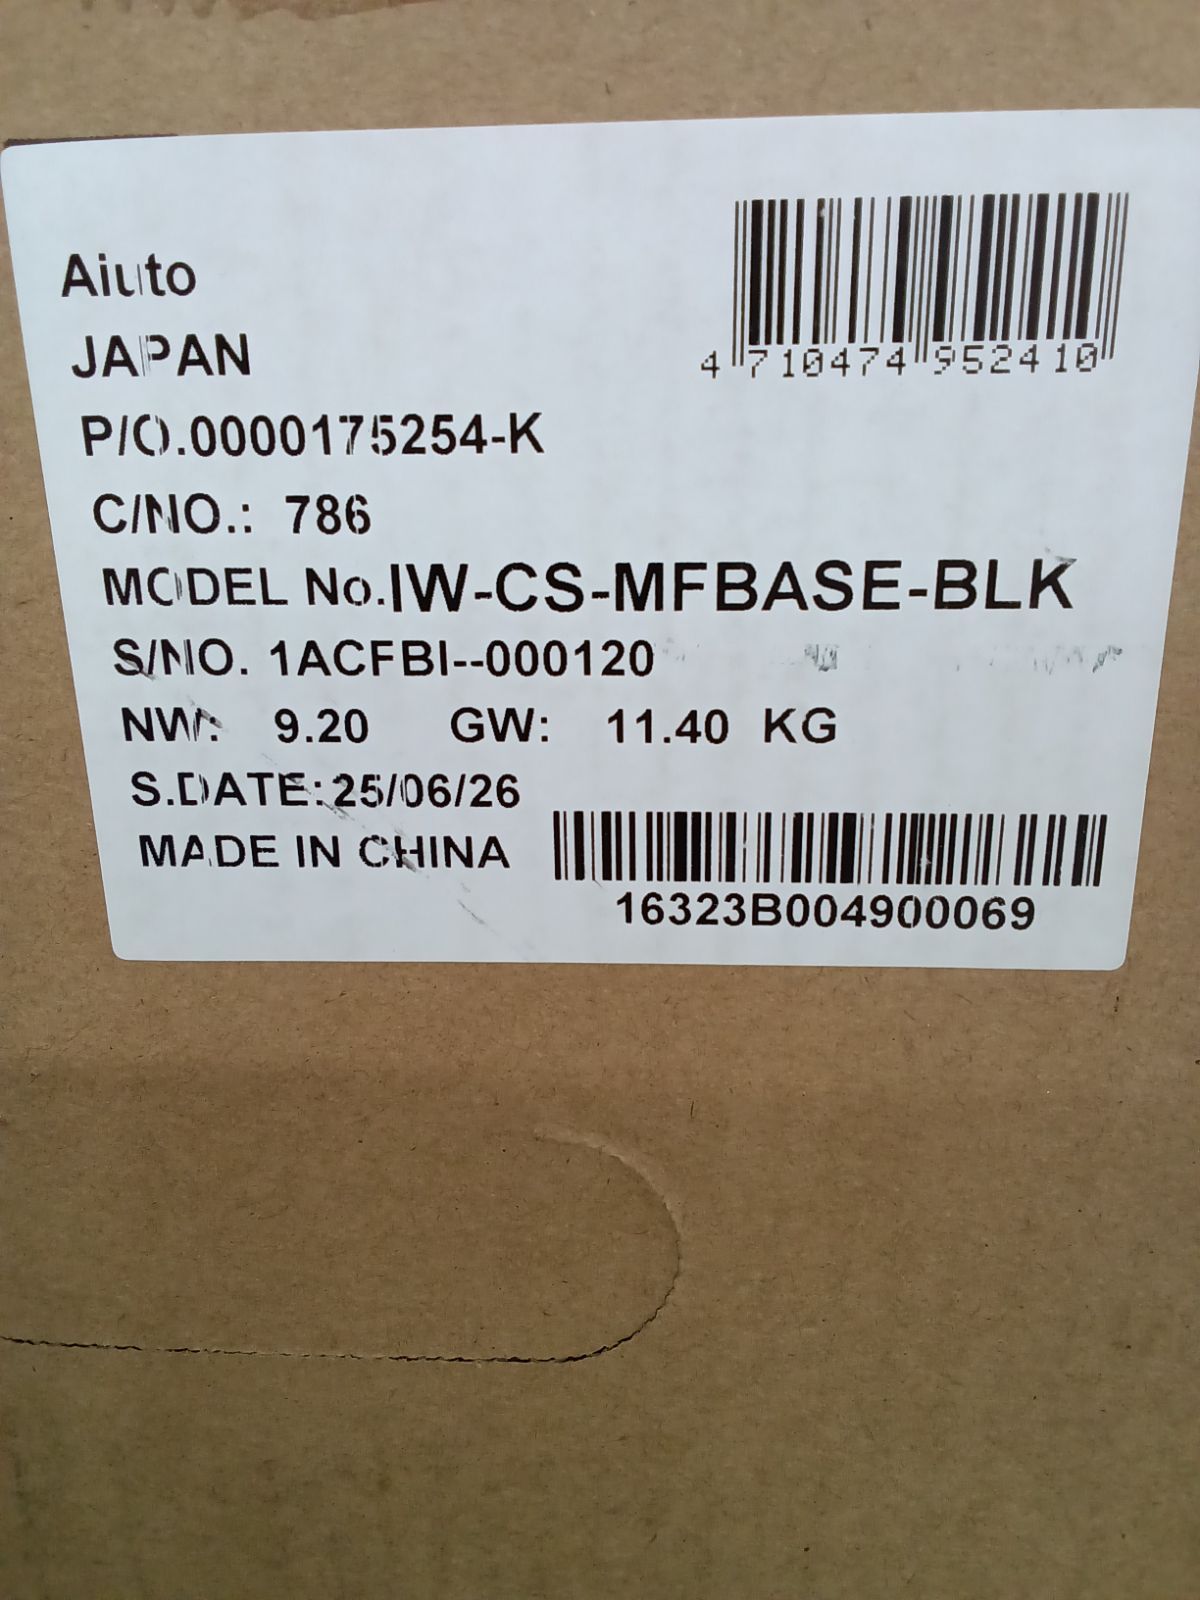 Aiuto
4 710474 952410
JAPAN
P/O.0000175254-K
C/NO.: 786
MODEL No.IW-CS-MFBASE-BLK
S/NO. 1ACFBI--000120
NW: 9.20 GW: 11.40 KG
S.DATE:25/06/26
MADE IN CHINA
16323B004900069